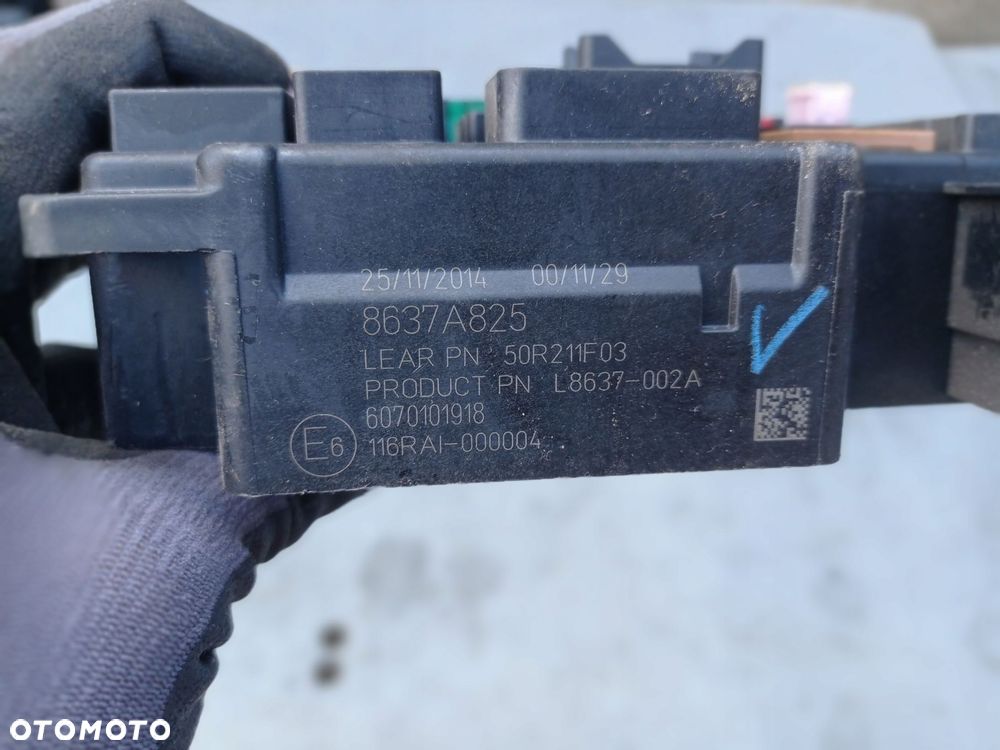 25/11/2014 00/11/29
8637A825
LEAR PN 50R211F03
PRODUCT PN L8637-002A
6070101918
E6 116RAI-000004
OTOMOTO